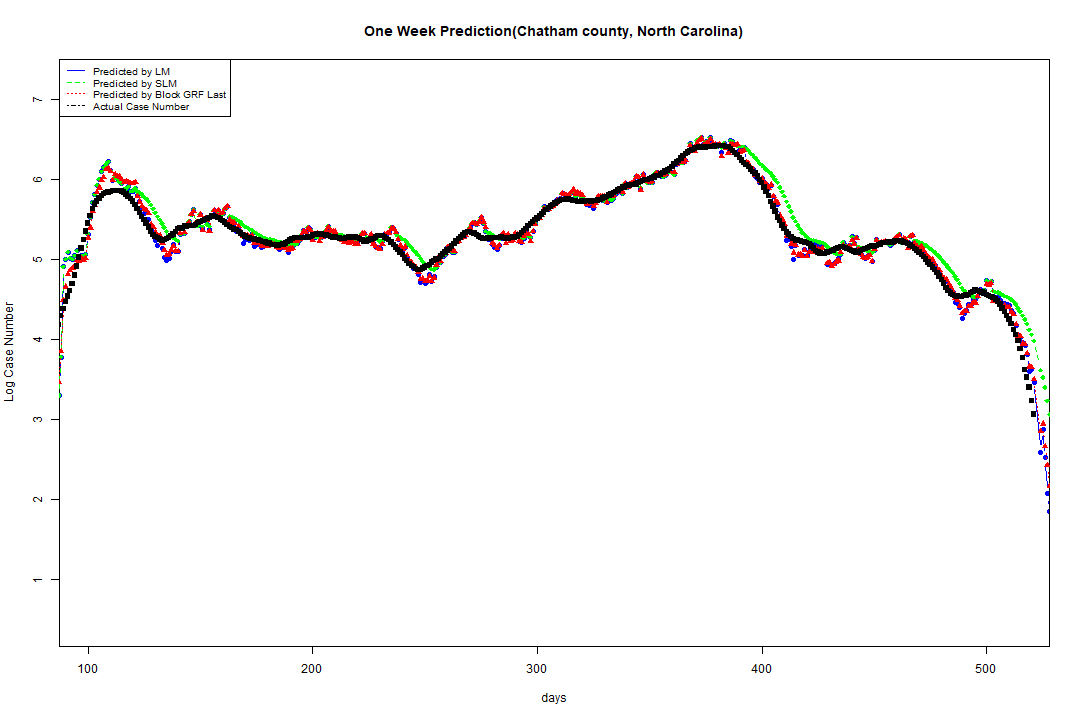 One Week Prediction(Chatham county, North Carolina)
Predicted by LM
Predicted by SLM
Predicted by Block GRF Last
Actual Case Number
7
6
5
4
3
2
1
Log Case Number
100 200 300 400 500
days